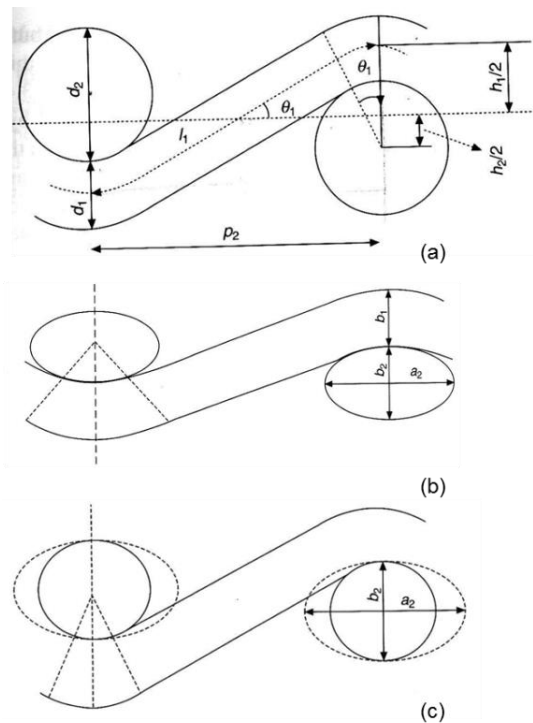 d₂
θ₁
θ₁
h₁/2
l₁
h₂/2
d₁
p₂
(a)
b₁
b₂
a₂
(b)
b₂
a₂
(c)